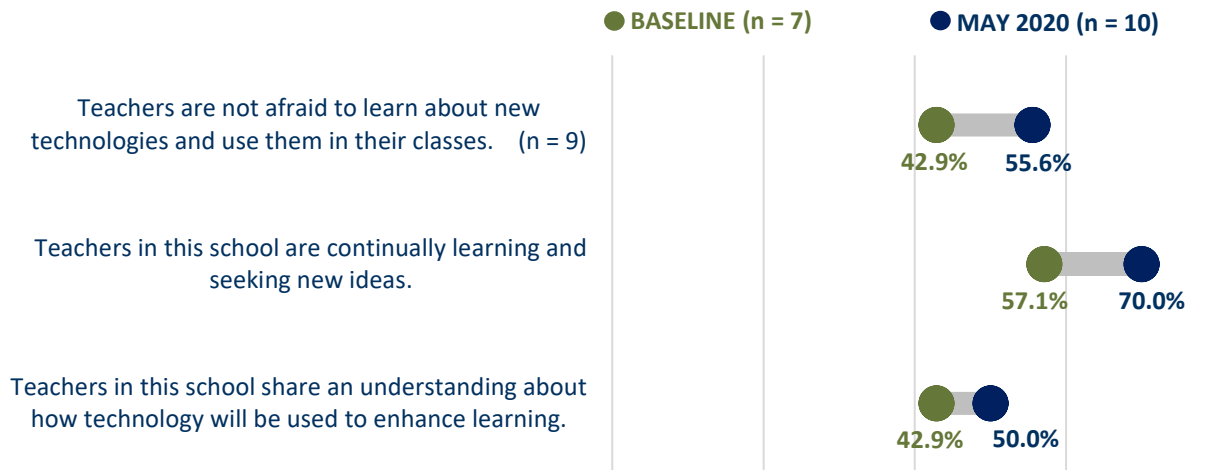 BASELINE (n = 7) MAY 2020 (n = 10)
Teachers are not afraid to learn about new
technologies and use them in their classes. (n = 9)
42.9% 55.6%
Teachers in this school are continually learning and
seeking new ideas.
57.1% 70.0%
Teachers in this school share an understanding about
how technology will be used to enhance learning.
42.9% 50.0%